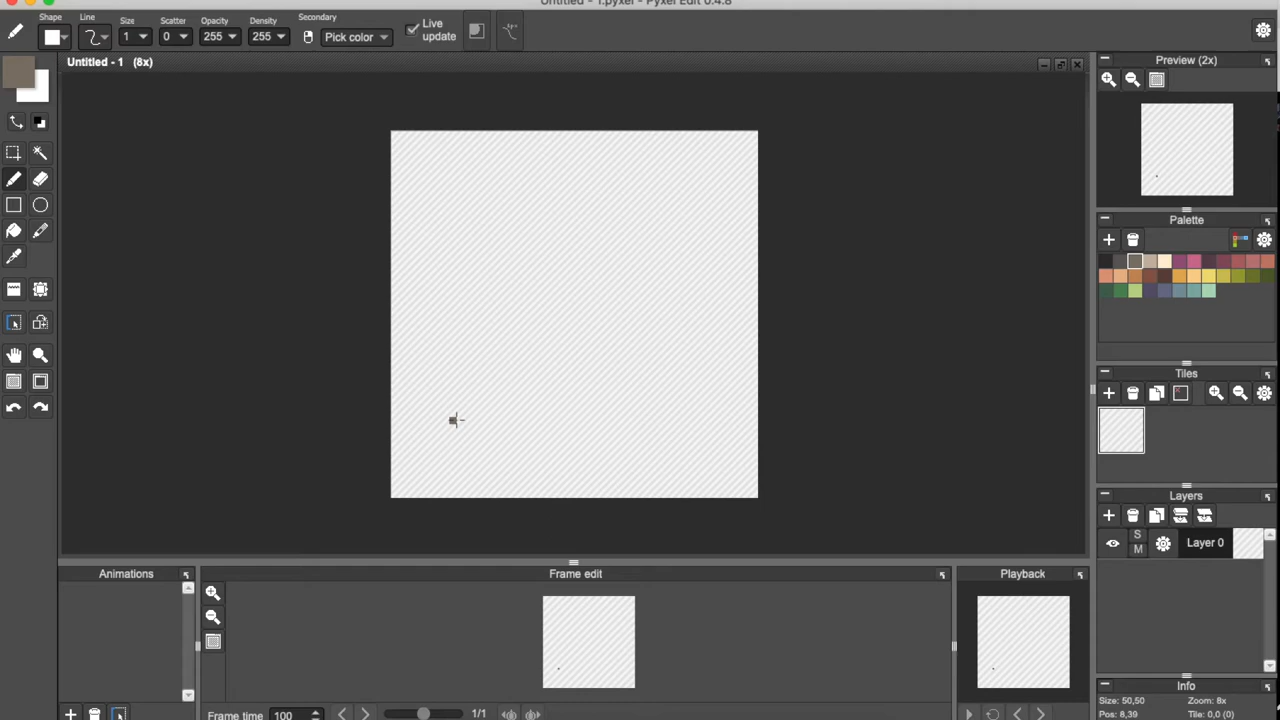 Untitled - 1.pyxel - Pyxel Edit 0.4.8
Shape
Line
Size
Scatter
Opacity
Density
Secondary
1
0
255
255
Pick color
Live
update
Untitled - 1 (8x)
Preview (2x)
Palette
Tiles
Layers
S
M
Layer 0
Animations
Frame edit
Playback
Frame time
100
1/1
Info
Size: 50,50
Zoom: 8x
Pos: 8,39
Tile: 0,0 (0)